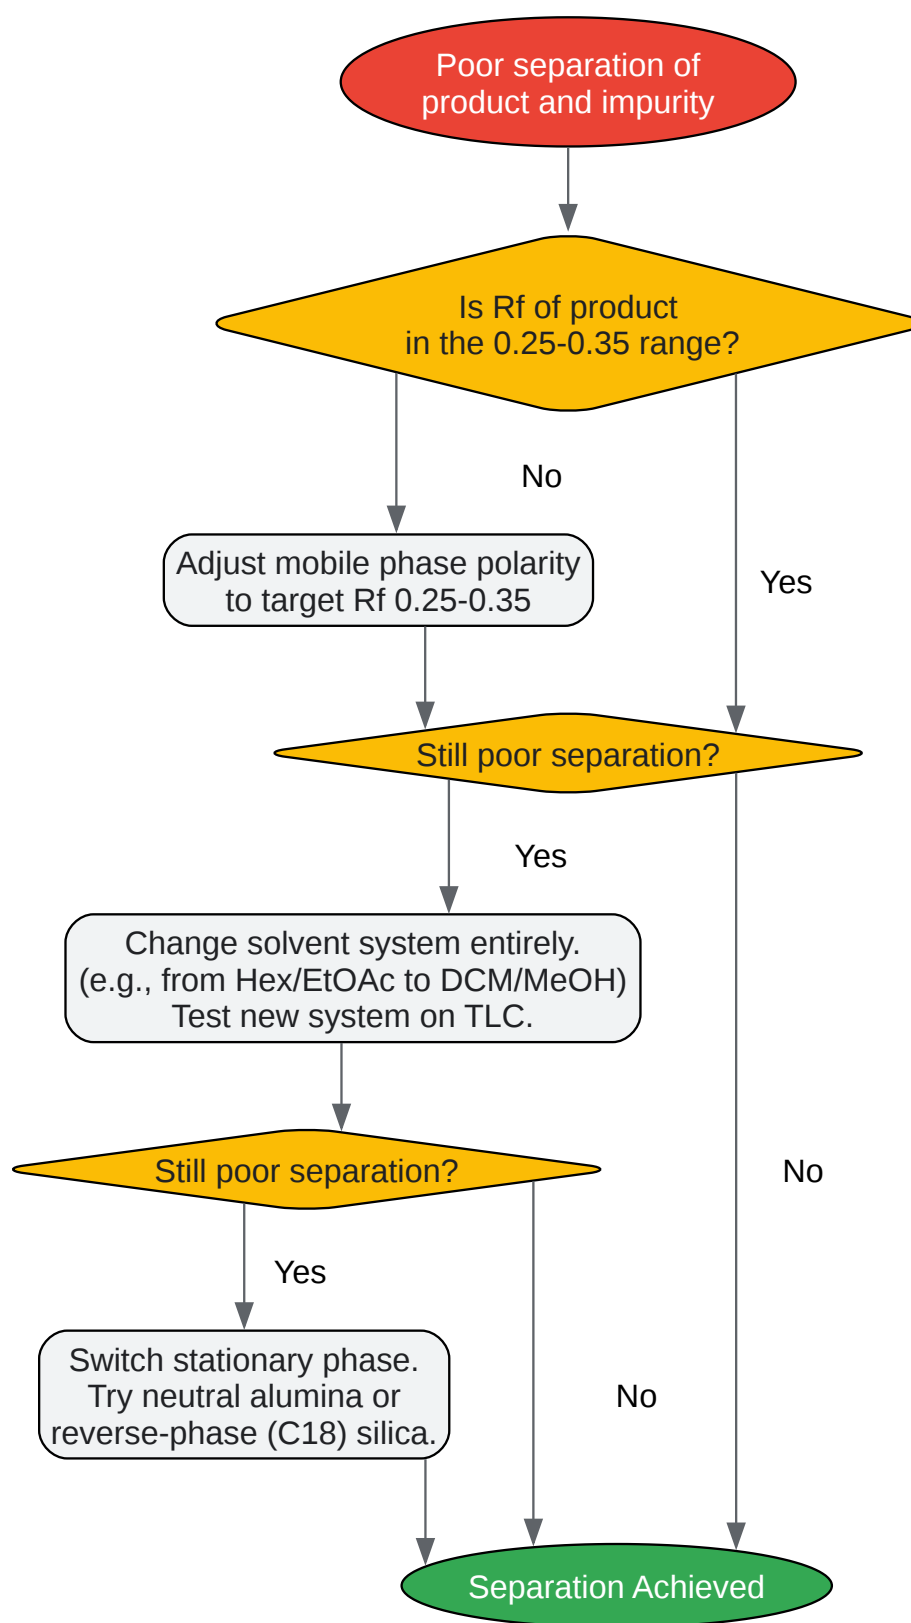 Poor separation of
product and impurity
Is Rf of product
in the 0.25-0.35 range?
No
Adjust mobile phase polarity
to target Rf 0.25-0.35
Yes
Still poor separation?
Yes
Change solvent system entirely.
(e.g., from Hex/EtOAc to DCM/MeOH)
Test new system on TLC.
Still poor separation?
No
Yes
Switch stationary phase.
Try neutral alumina or
reverse-phase (C18) silica.
No
Separation Achieved